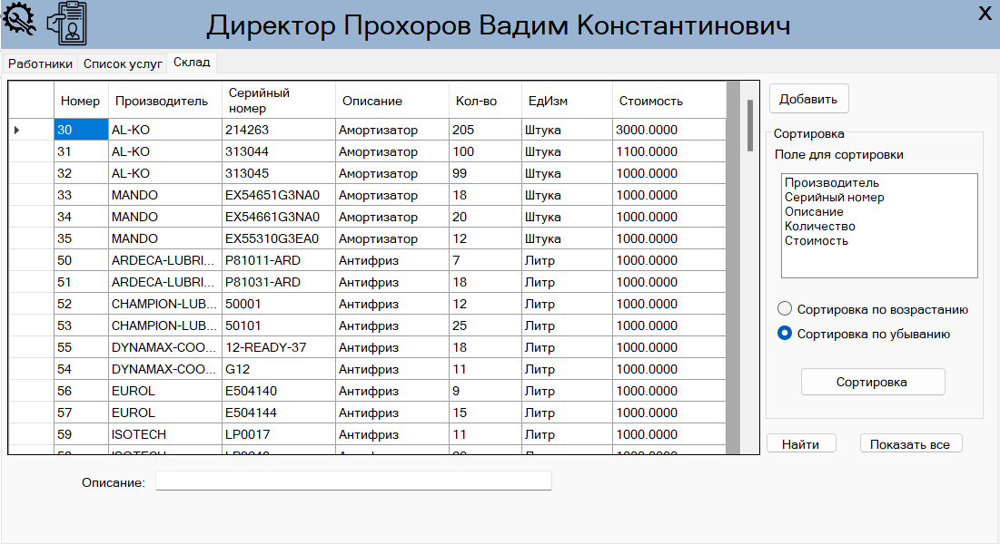 Директор Прохоров Вадим Константинович
X
Работники Список услуг Склад
Номер Производитель Серийный номер Описание Кол-во ЕдИзм Стоимость
30 AL-KO 214263 Амортизатор 205 Штука 3000.0000
31 AL-KO 313044 Амортизатор 100 Штука 1100.0000
32 AL-KO 313045 Амортизатор 99 Штука 1000.0000
33 MANDO EX54651G3NA0 Амортизатор 18 Штука 1000.0000
34 MANDO EX54661G3NA0 Амортизатор 20 Штука 1000.0000
35 MANDO EX55310G3EA0 Амортизатор 12 Штука 1000.0000
50 ARDECA-LUBRI... P81011-ARD Антифриз 7 Литр 1000.0000
51 ARDECA-LUBRI... P81031-ARD Антифриз 18 Литр 1000.0000
52 CHAMPION-LUB... 50001 Антифриз 12 Литр 1000.0000
53 CHAMPION-LUB... 50101 Антифриз 25 Литр 1000.0000
55 DYNAMAX-COO... 12-READY-37 Антифриз 18 Литр 1000.0000
54 DYNAMAX-COO... G12 Антифриз 11 Литр 1000.0000
56 EUROL E504140 Антифриз 9 Литр 1000.0000
57 EUROL E504144 Антифриз 15 Литр 1000.0000
59 ISOTECH LP0017 Антифриз 11 Литр 1000.0000
Добавить
Сортировка
Поле для сортировки
Производитель
Серийный номер
Описание
Количество
Стоимость
Сортировка по возрастанию
Сортировка по убыванию
Сортировка
Найти Показать все
Описание: